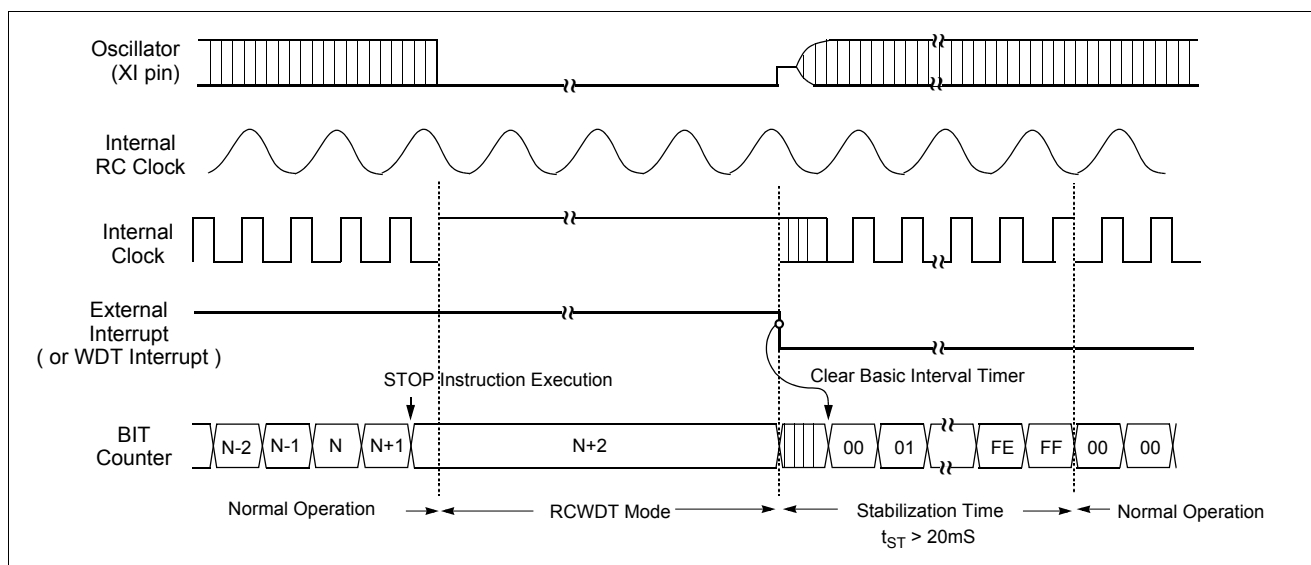 Oscillator
(XI pin)
Internal
RC Clock
Internal
Clock
External
Interrupt
( or WDT Interrupt )
STOP Instruction Execution
Clear Basic Interval Timer
BIT
Counter
N-2 N-1 N N+1 N+2 00 01 FE FF 00 00
Normal Operation RCWDT Mode Stabilization Time Normal Operation
tST > 20mS